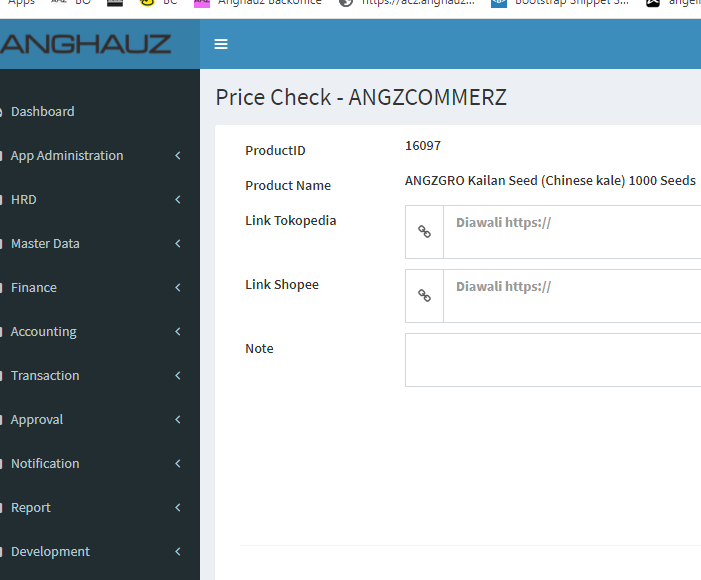 Apps BO BC Anghauz Backoffice https://acz.anghauz... Bootstrap Snippet S...
ANGHAUZ
Price Check - ANGZCOMMERZ
Dashboard
App Administration
HRD
Master Data
Finance
Accounting
Transaction
Approval
Notification
Report
Development
ProductID 16097
Product Name ANGZGRO Kailan Seed (Chinese kale) 1000 Seeds
Link Tokopedia Diawali https://
Link Shopee Diawali https://
Note